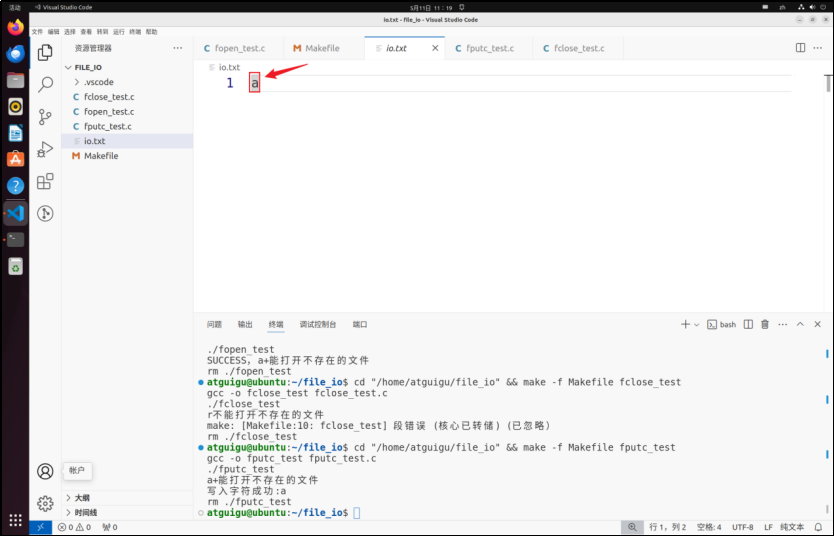 活动 Visual Studio Code 5月11日 11：19 zh
io.txt - file_io - Visual Studio Code
文件 编辑 选择 查看 转到 运行 终端 帮助
资源管理器
FILE_IO
.vscode
C fclose_test.c
C fopen_test.c
C fputc_test.c
io.txt
M Makefile
帐户
大纲
时间线
C fopen_test.c M Makefile io.txt C fputc_test.c C fclose_test.c
io.txt
1 a
问题 输出 终端 调试控制台 端口 bash
./fopen_test
SUCCESS，a+能打开不存在的文件
rm ./fopen_test
atguigu@ubuntu:~/file_io$ cd "/home/atguigu/file_io" && make -f Makefile fclose_test
gcc -o fclose_test fclose_test.c
./fclose_test
r不能打开不存在的文件
make: [Makefile:10: fclose_test] 段错误 (核心已转储) (已忽略)
rm ./fclose_test
atguigu@ubuntu:~/file_io$ cd "/home/atguigu/file_io" && make -f Makefile fputc_test
gcc -o fputc_test fputc_test.c
./fputc_test
a+能打开不存在的文件
写入字符成功:a
rm ./fputc_test
atguigu@ubuntu:~/file_io$
0 0 0 行 1，列 2 空格: 4 UTF-8 LF 纯文本